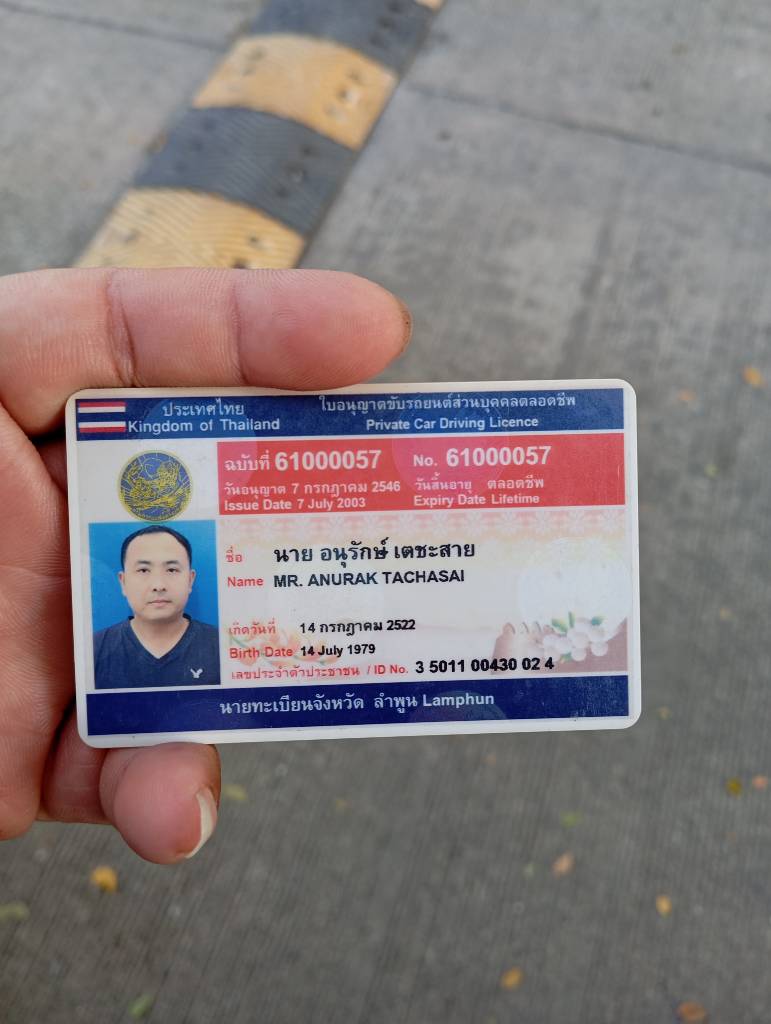 ประเทศไทย ใบอนุญาตขับรถยนต์ส่วนบุคคลตลอดชีพ
Kingdom of Thailand Private Car Driving Licence
ฉบับที่ 61000057 No. 61000057
วันอนุญาต 7 กรกฎาคม 2546 วันสิ้นอายุ ตลอดชีพ
Issue Date 7 July 2003 Expiry Date Lifetime
ชื่อ นาย อนุรักษ์ เตชะสาย
Name MR. ANURAK TACHASAI
เกิดวันที่ 14 กรกฎาคม 2522
Birth Date 14 July 1979
เลขประจำตัวประชาชน / ID No. 3 5011 00430 02 4
นายทะเบียนจังหวัด ลำพูน Lamphun